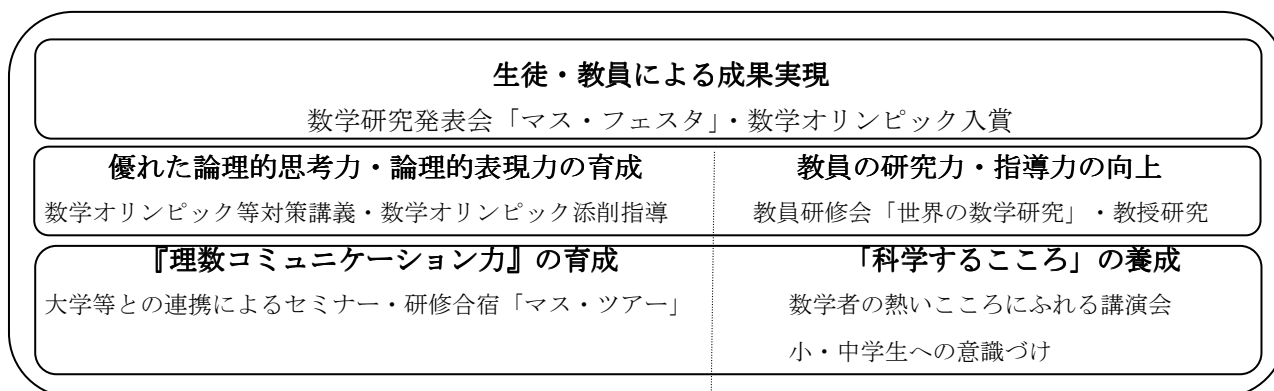 生徒・教員による成果実現
数学研究発表会「マス・フェスタ」・数学オリンピック入賞
優れた論理的思考力・論理的表現力の育成
数学オリンピック等対策講義・数学オリンピック添削指導
教員の研究力・指導力の向上
教員研修会「世界の数学研究」・教授研究
『理数コミュニケーション力』の育成
大学等との連携によるセミナー・研修合宿「マス・ツアー」
「科学するこころ」の養成
数学者の熱いこころにふれる講演会
小・中学生への意識づけ